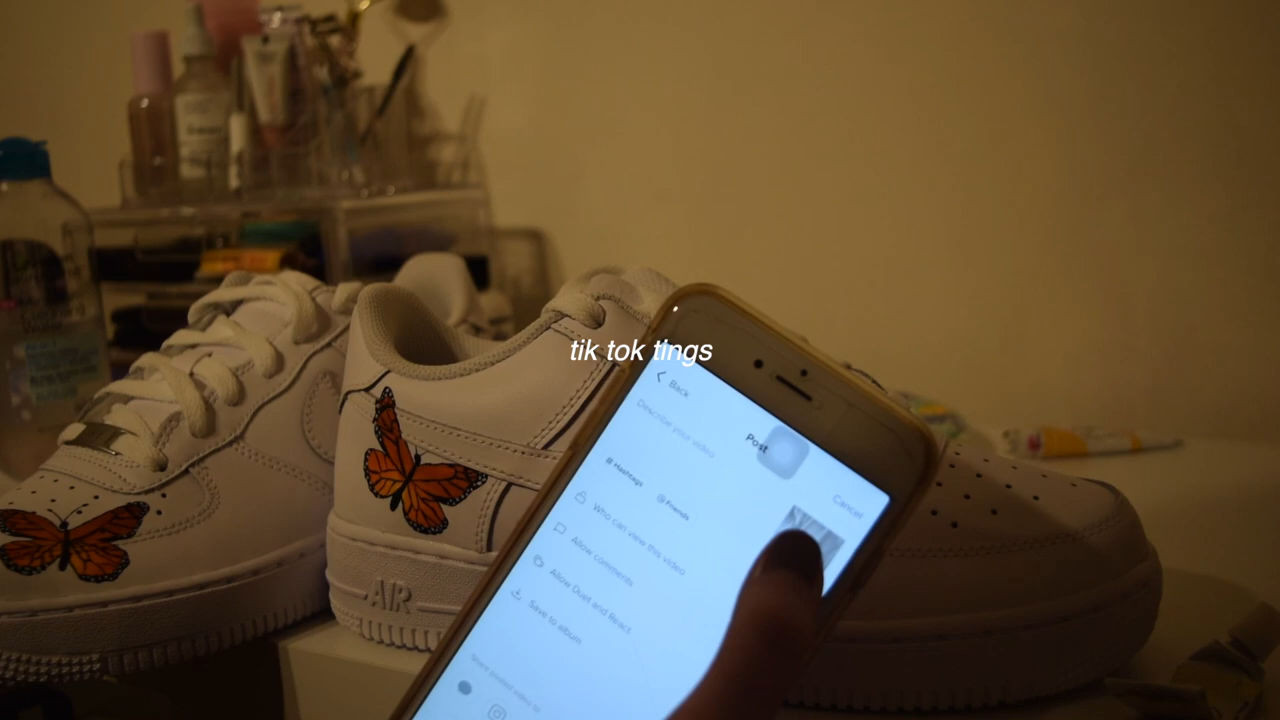 tik tok tings
Back
Post
Cancel
Describe your video
# Hashtags
@ Friends
Who can view this video
Allow comments
Allow Duet and React
Save to album
AIR